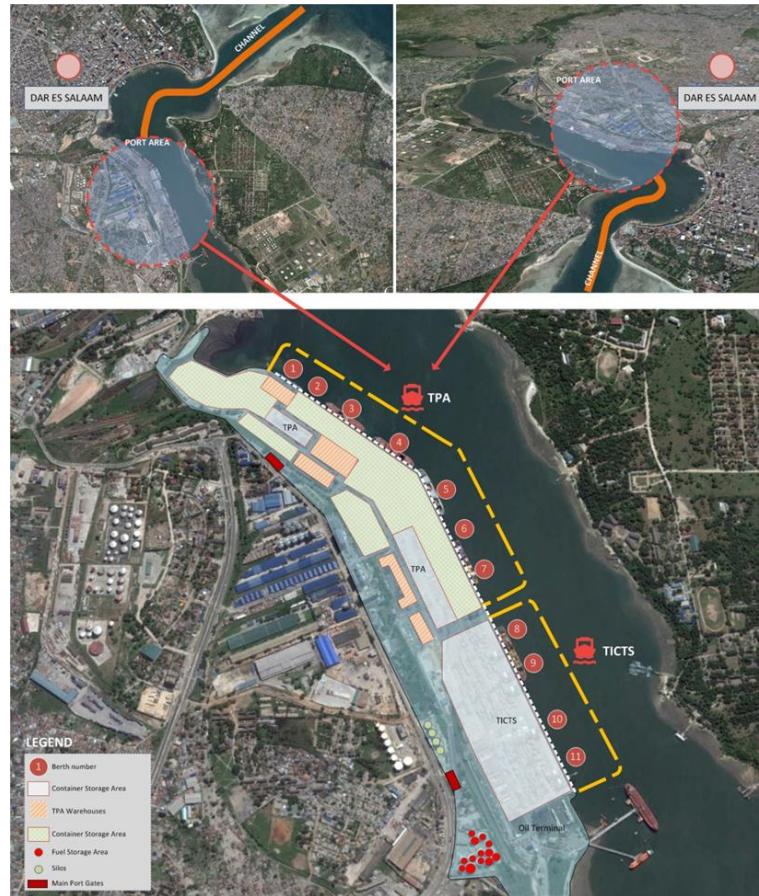 CHANNEL
DAR ES SALAAM
PORT AREA
PORT AREA
DAR ES SALAAM
CHANNEL
1
2
TPA
3
TPA
4
5
6
TPA
7
8
TICTS
9
TICTS
10
11
LEGEND
1 Berth number
Container Storage Area
TPA Warehouses
Container Storage Area
Fuel Storage Area
Silos
Main Port Gates
Oil Terminal